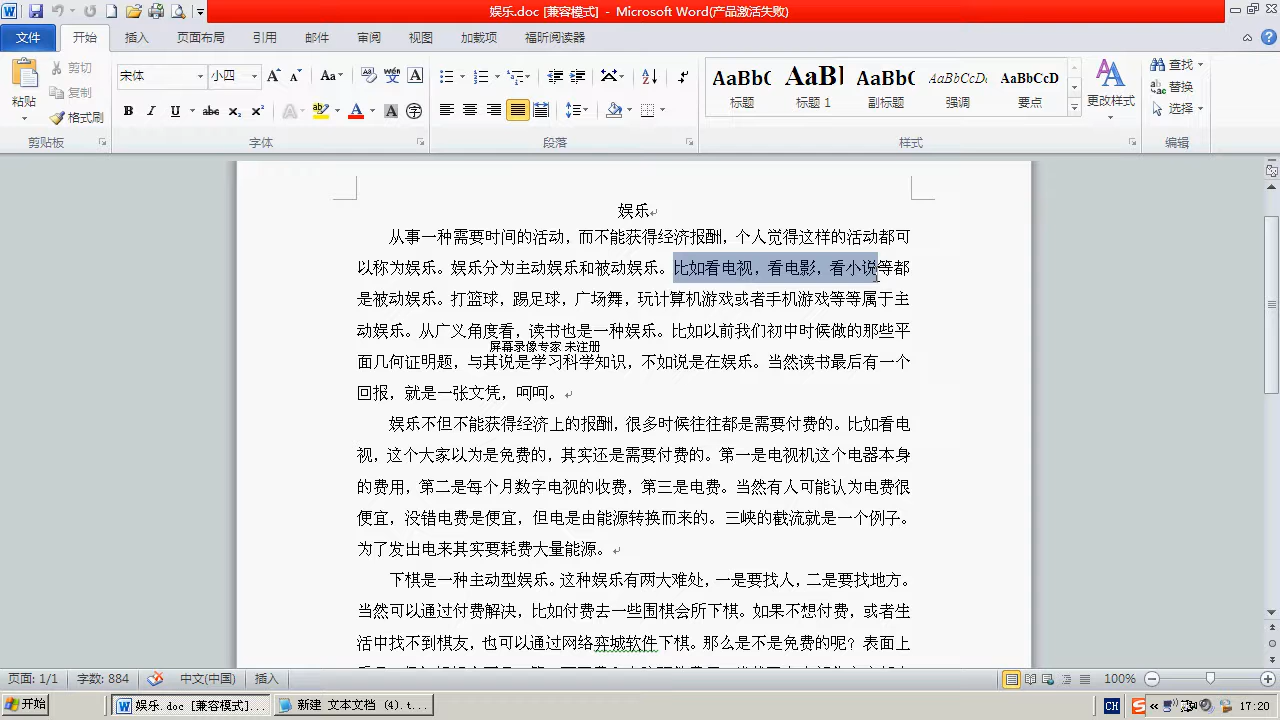 娱乐.doc [兼容模式] - Microsoft Word(产品激活失败)
文件 开始 插入 页面布局 引用 邮件 审阅 视图 加载项 福昕阅读器
粘贴 剪切 复制 格式刷
宋体 小四
AaBb( AaBl AaBb( AaBbCcD AaBbCcD
标题 标题 1 副标题 强调 要点 更改样式
查找 替换 选择
剪贴板 字体 段落 样式 编辑
娱乐
从事一种需要时间的活动，而不能获得经济报酬，个人觉得这样的活动都可
以称为娱乐。娱乐分为主动娱乐和被动娱乐。比如看电视，看电影，看小说等都
是被动娱乐。打篮球，踢足球，广场舞，玩计算机游戏或者手机游戏等等属于主
动娱乐。从广义角度看，读书也是一种娱乐。比如以前我们初中时候做的那些平
屏幕录像专家 未注册
面几何证明题，与其说是学习科学知识，不如说是在娱乐。当然读书最后有一个
回报，就是一张文凭，呵呵。
娱乐不但不能获得经济上的报酬，很多时候往往都是需要付费的。比如看电
视，这个大家以为是免费的，其实还是需要付费的。第一是电视机这个电器本身
的费用，第二是每个月数字电视的收费，第三是电费。当然有人可能认为电费很
便宜，没错电费是便宜，但电是由能源转换而来的。三峡的截流就是一个例子。
为了发出电来其实要耗费大量能源。
下棋是一种主动型娱乐。这种娱乐有两大难处，一是要找人，二是要找地方。
当然可以通过付费解决，比如付费去一些围棋会所下棋。如果不想付费，或者生
活中找不到棋友，也可以通过网络弈城软件下棋。那么是不是免费的呢？表面上
页面: 1/1 字数: 884 中文(中国) 插入 100%
开始 娱乐.doc [兼容模式]... 新建 文本文档 (4).t... CH 17:20